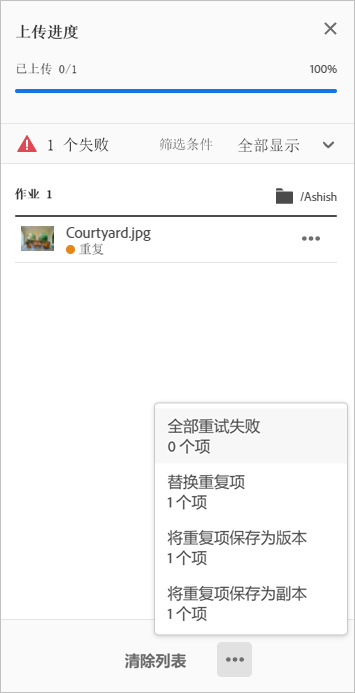 上传进度
已上传 0/1 100%
1 个失败 筛选条件 全部显示
作业 1 /Ashish
Courtyard.jpg
重复
全部重试失败
0 个项
替换重复项
1 个项
将重复项保存为版本
1 个项
将重复项保存为副本
1 个项
清除列表